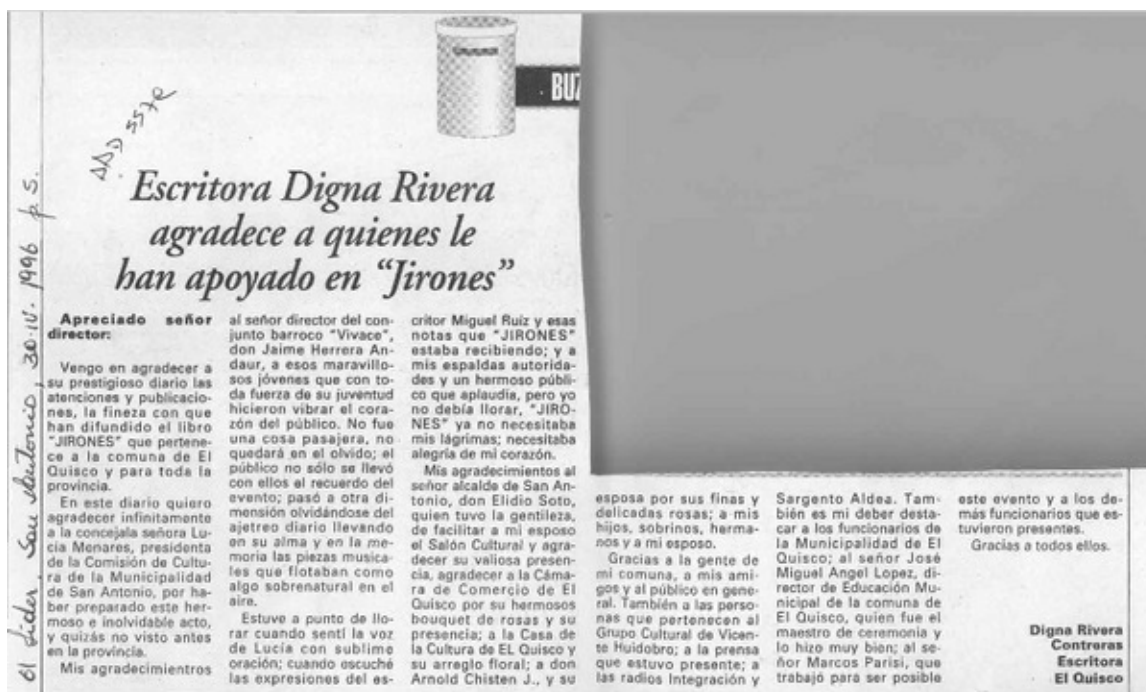 BUZ
Escritora Digna Rivera
agradece a quienes le
han apoyado en "Jirones"
Apreciado señor
director:
Vengo en agradecer a
su prestigioso diario las
atenciones y publicacio-
nes, la fineza con que
han difundido el libro
"JIRONES" que pertene-
ce a la comuna de El
Quisco y para toda la
provincia.
En este diario quiero
agradecer infinitamente
a la concejala señora Lu-
cía Menares, presidenta
de la Comisión de Cultu-
ra de la Municipalidad
de San Antonio, por ha-
ber preparado este her-
moso e inolvidable acto,
y quizás no visto antes
en la provincia.
Mis agradecimientros
al señor director del con-
junto barroco "Vivace",
don Jaime Herrera An-
daur, a esos maravillo-
sos jóvenes que con to-
da fuerza de su juventud
hicieron vibrar el cora-
zón del público. No fue
una cosa pasajera, no
quedará en el olvido; el
público no sólo se llevó
con ellos el recuerdo del
evento; pasó a otra di-
mensión olvidándose del
ajetreo diario llevando
en su alma y en la me-
moria las piezas musica-
les que flotaban como
algo sobrenatural en el
aire.
Estuve a punto de llo-
rar cuando sentí la voz
de Lucía con sublime
oración; cuando escuché
las expresiones del es-
critor Miguel Ruiz y esas
notas que "JIRONES"
estaba recibiendo; y a
mis espaldas autorida-
des y un hermoso públi-
co que aplaudía, pero yo
no debía llorar, "JIRO-
NES" ya no necesitaba
mis lágrimas; necesitaba
alegría de mi corazón.
Mis agradecimientos al
señor alcalde de San An-
tonio, don Elidio Soto,
quien tuvo la gentileza,
de facilitar a mi esposo
el Salón Cultural y agra-
decer su valiosa presen-
cia, agradecer a la Cáma-
ra de Comercio de El
Quisco por su hermosos
bouquet de rosas y su
presencia; a la Casa de
la Cultura de EL Quisco y
su arreglo floral; a don
Arnold Chisten J., y su
esposa por sus finas y
delicadas rosas; a mis
hijos, sobrinos, herma-
nos y a mi esposo.
Gracias a la gente de
mi comuna, a mis ami-
gos y al público en gene-
ral. También a las perso-
nas que pertenecen al
Grupo Cultural de Vicen-
te Huidobro; a la prensa
que estuvo presente; a
las radios Integración y
Sargento Aldea. Tam-
bién es mi deber desta-
car a los funcionarios de
la Municipalidad de El
Quisco; al señor José
Miguel Angel Lopez, di-
rector de Educación Mu-
nicipal de la comuna de
El Quisco, quien fue el
maestro de ceremonia y
lo hizo muy bien; al se-
ñor Marcos Parisi, que
trabajó para ser posible
este evento y a los de-
más funcionarios que es-
tuvieron presentes.
Gracias a todos ellos.
Digna Rivera
Contreras
Escritora
El Quisco
El Líder, San Antonio, 30-IV-1996 p 5.